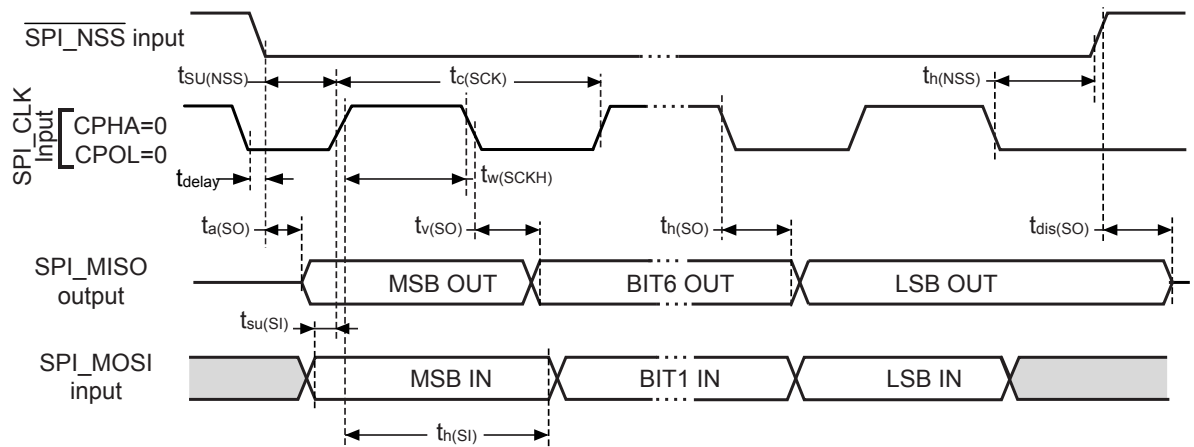 SPI_NSS input
tSU(NSS)
tc(SCK)
th(NSS)
SPI_CLK
Input
CPHA=0
CPOL=0
tdelay
tw(SCKH)
ta(SO)
tv(SO)
th(SO)
tdis(SO)
SPI_MISO
output
MSB OUT
BIT6 OUT
LSB OUT
tsu(SI)
SPI_MOSI
input
MSB IN
BIT1 IN
LSB IN
th(SI)